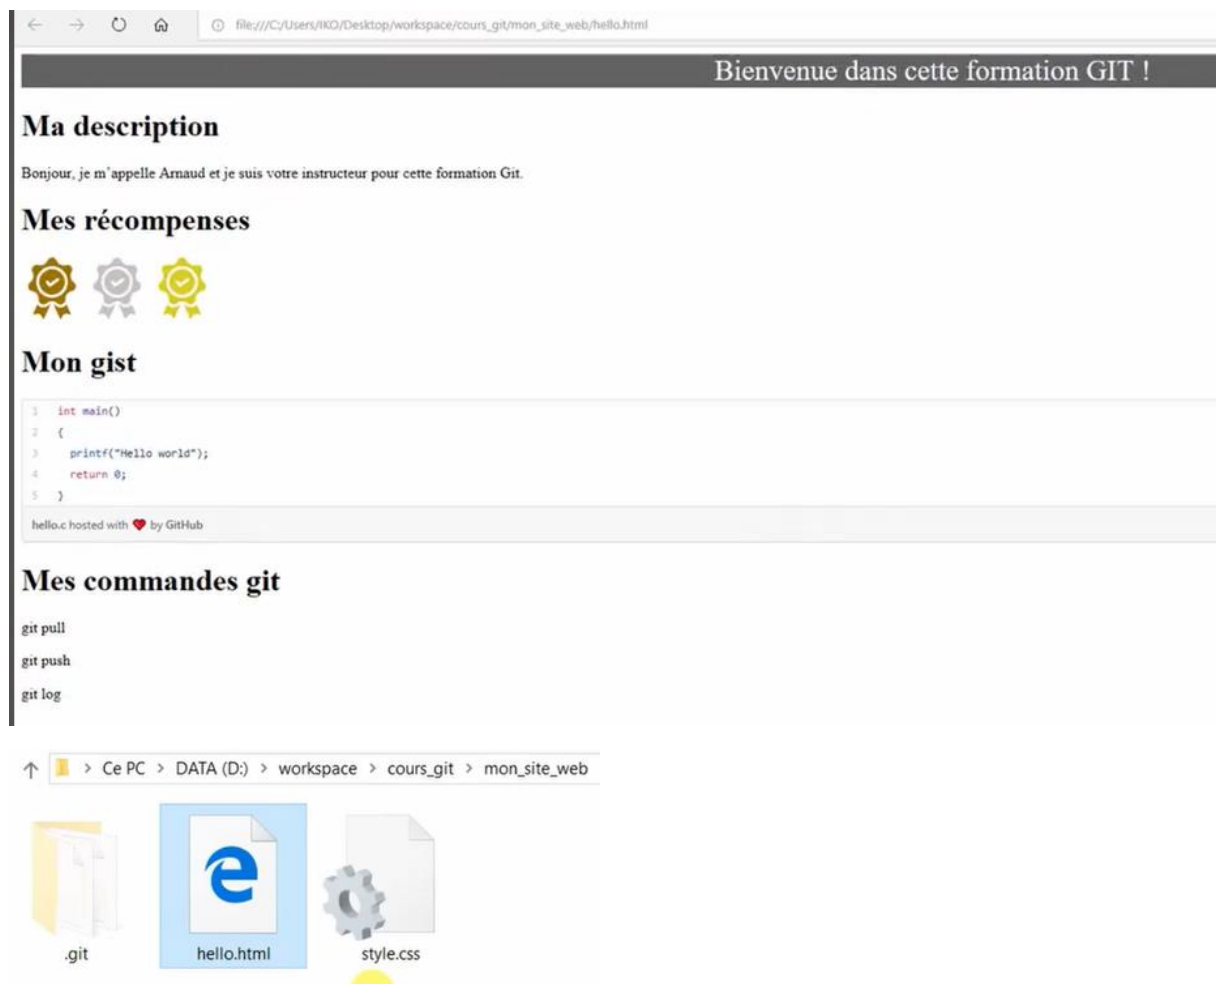 file:///C:/Users/IKO/Desktop/workspace/cours_git/mon_site_web/hello.html
Bienvenue dans cette formation GIT !
Ma description
Bonjour, je m'appelle Arnaud et je suis votre instructeur pour cette formation Git.
Mes récompenses
Mon gist
1 int main()
2 {
3 printf("Hello world");
4 return 0;
5 }
hello.c hosted with ❤ by GitHub
Mes commandes git
git pull
git push
git log
> Ce PC > DATA (D:) > workspace > cours_git > mon_site_web
.git hello.html style.css